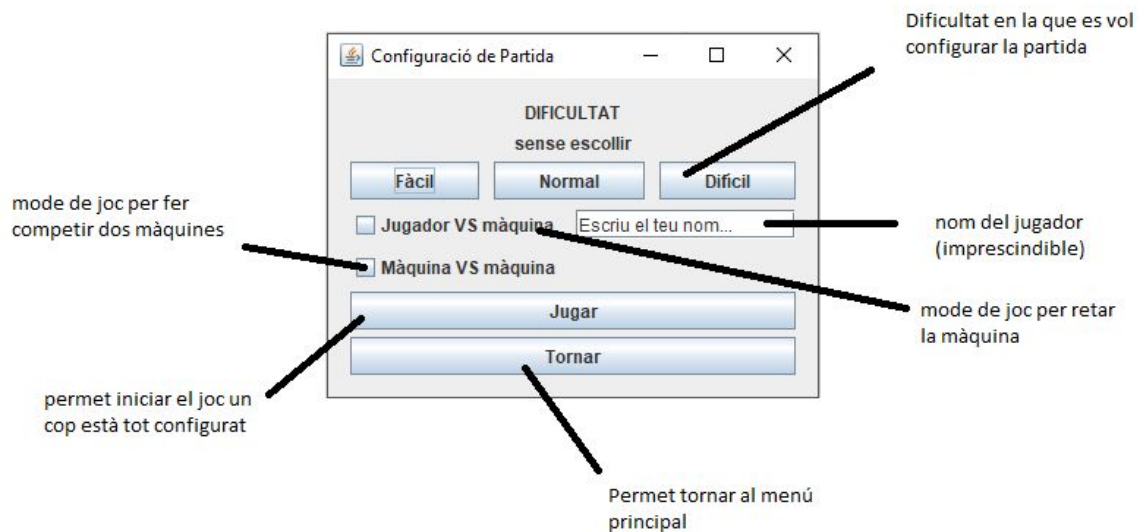 Dificultat en la que es vol
configurar la partida
Configuració de Partida
DIFICULTAT
sense escollir
Fàcil Normal Difícil
mode de joc per fer
competir dos màquines
Jugador VS màquina Escriu el teu nom...
nom del jugador
(imprescindible)
Màquina VS màquina
Jugar
mode de joc per retar
la màquina
Tornar
permet iniciar el joc un
cop està tot configurat
Permet tornar al menú
principal